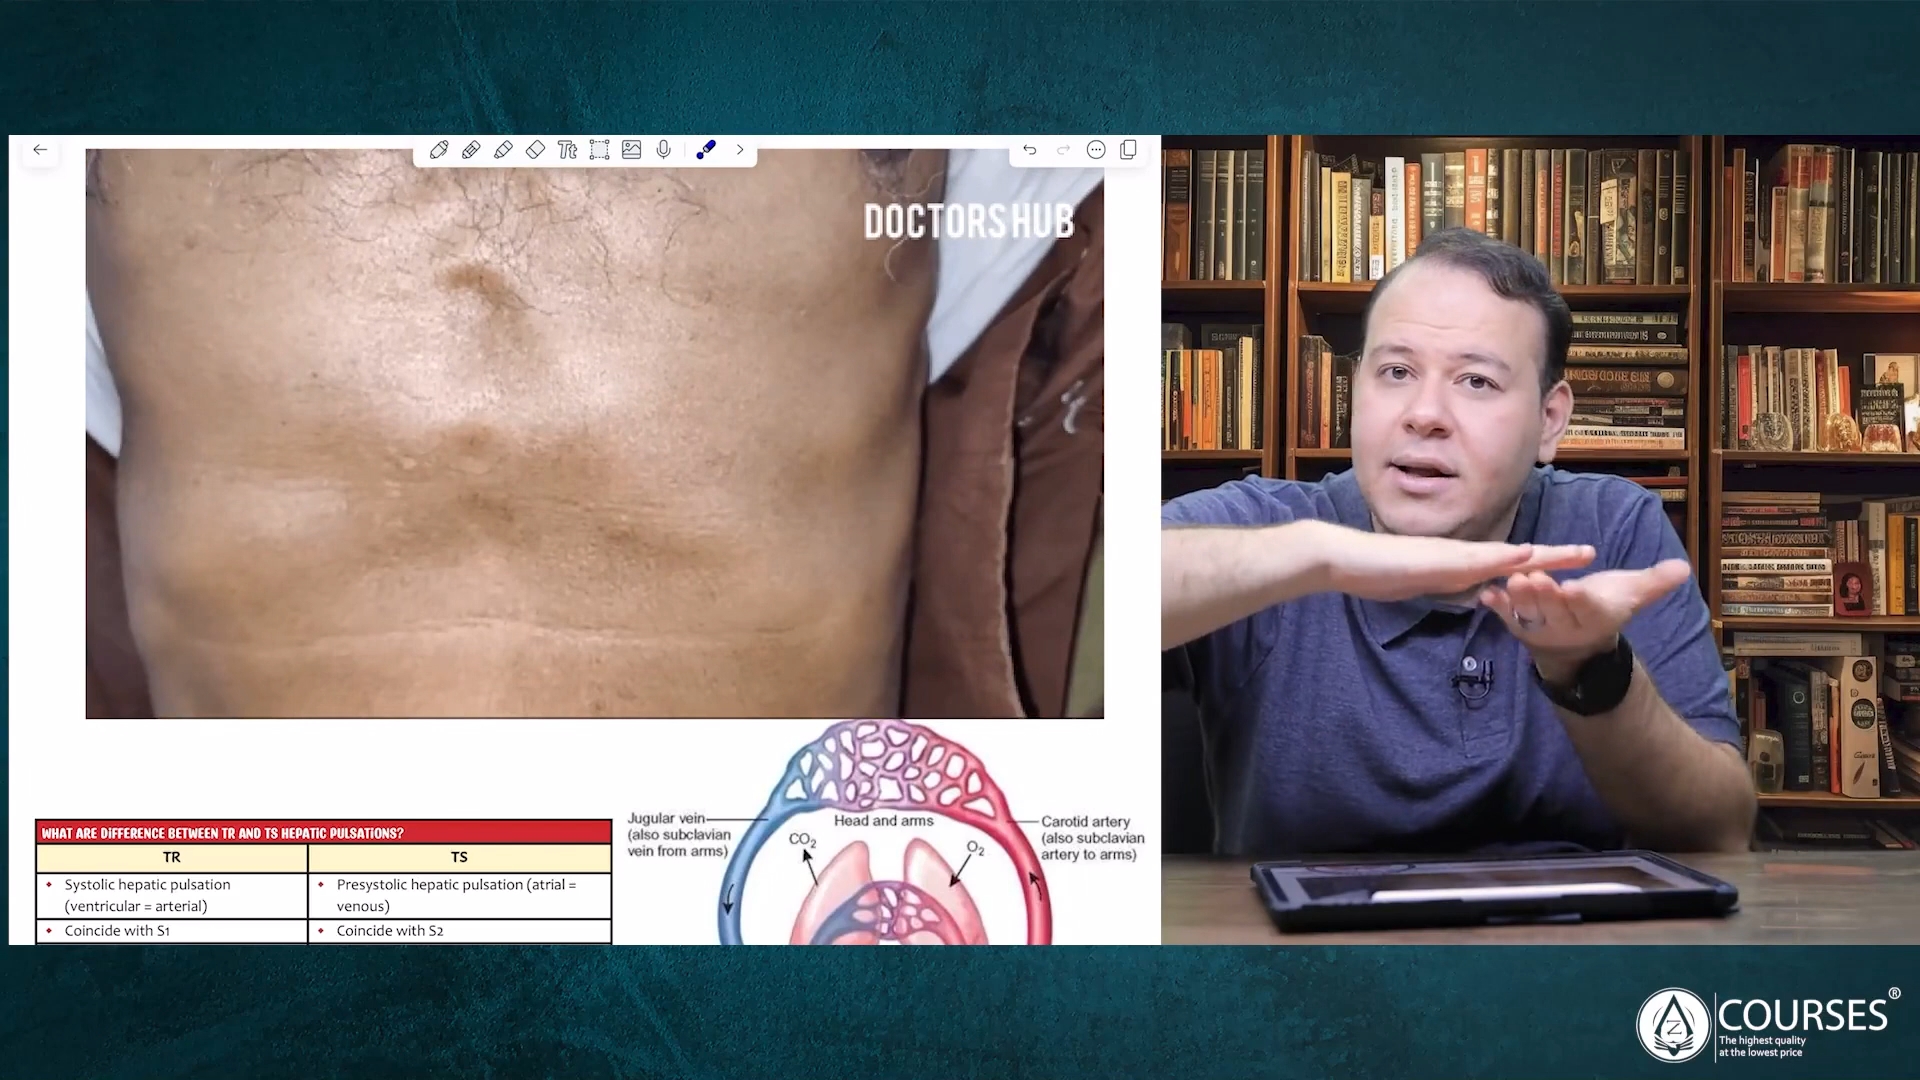 Tt
DOCTORS HUB
WHAT ARE DIFFERENCE BETWEEN TR AND TS HEPATIC PULSATIONS?
TR
TS
Systolic hepatic pulsation
(ventricular = arterial)
Presystolic hepatic pulsation (atrial =
venous)
Coincide with S1
Coincide with S2
Jugular vein
(also subclavian
vein from arms)
Head and arms
CO2
O2
Carotid artery
(also subclavian
artery to arms)
Z
COURSES®
The highest quality
at the lowest price